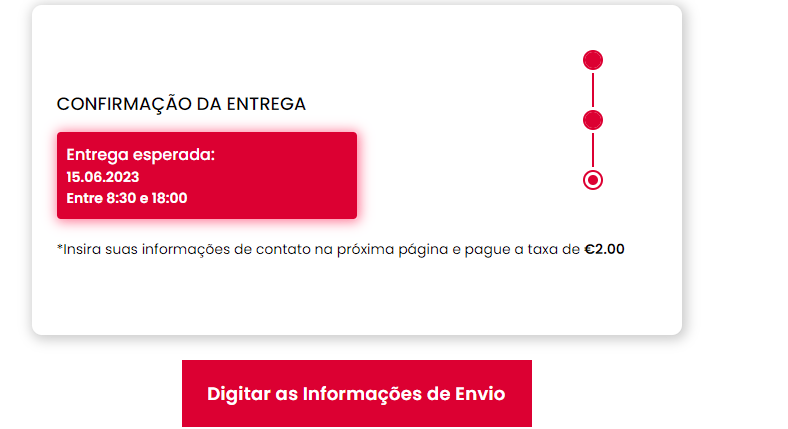 CONFIRMAÇÃO DA ENTREGA
Entrega esperada:
15.06.2023
Entre 8:30 e 18:00
*Insira suas informações de contato na próxima página e pague a taxa de €2.00
Digitar as Informações de Envio